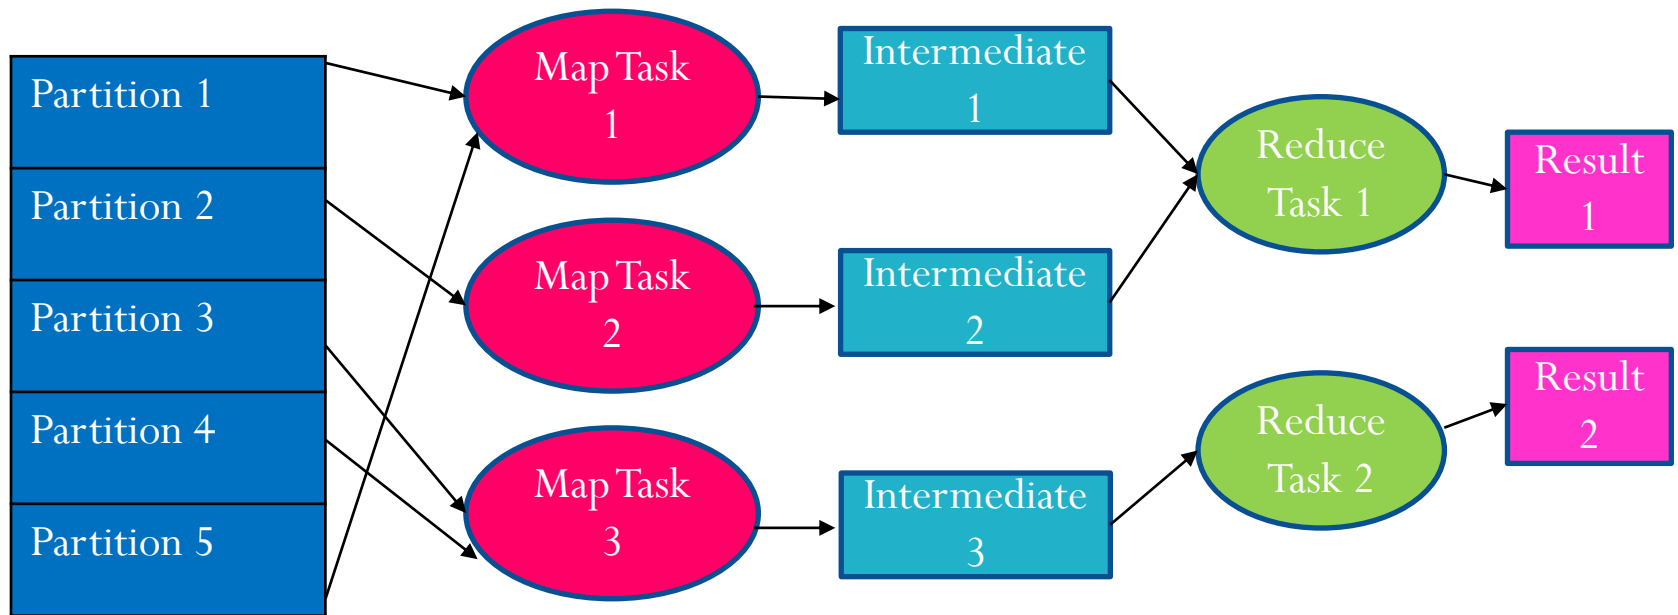 Partition 1
Partition 2
Partition 3
Partition 4
Partition 5
Map Task
1
Map Task
2
Map Task
3
Intermediate
1
Intermediate
2
Intermediate
3
Reduce
Task 1
Reduce
Task 2
Result
1
Result
2